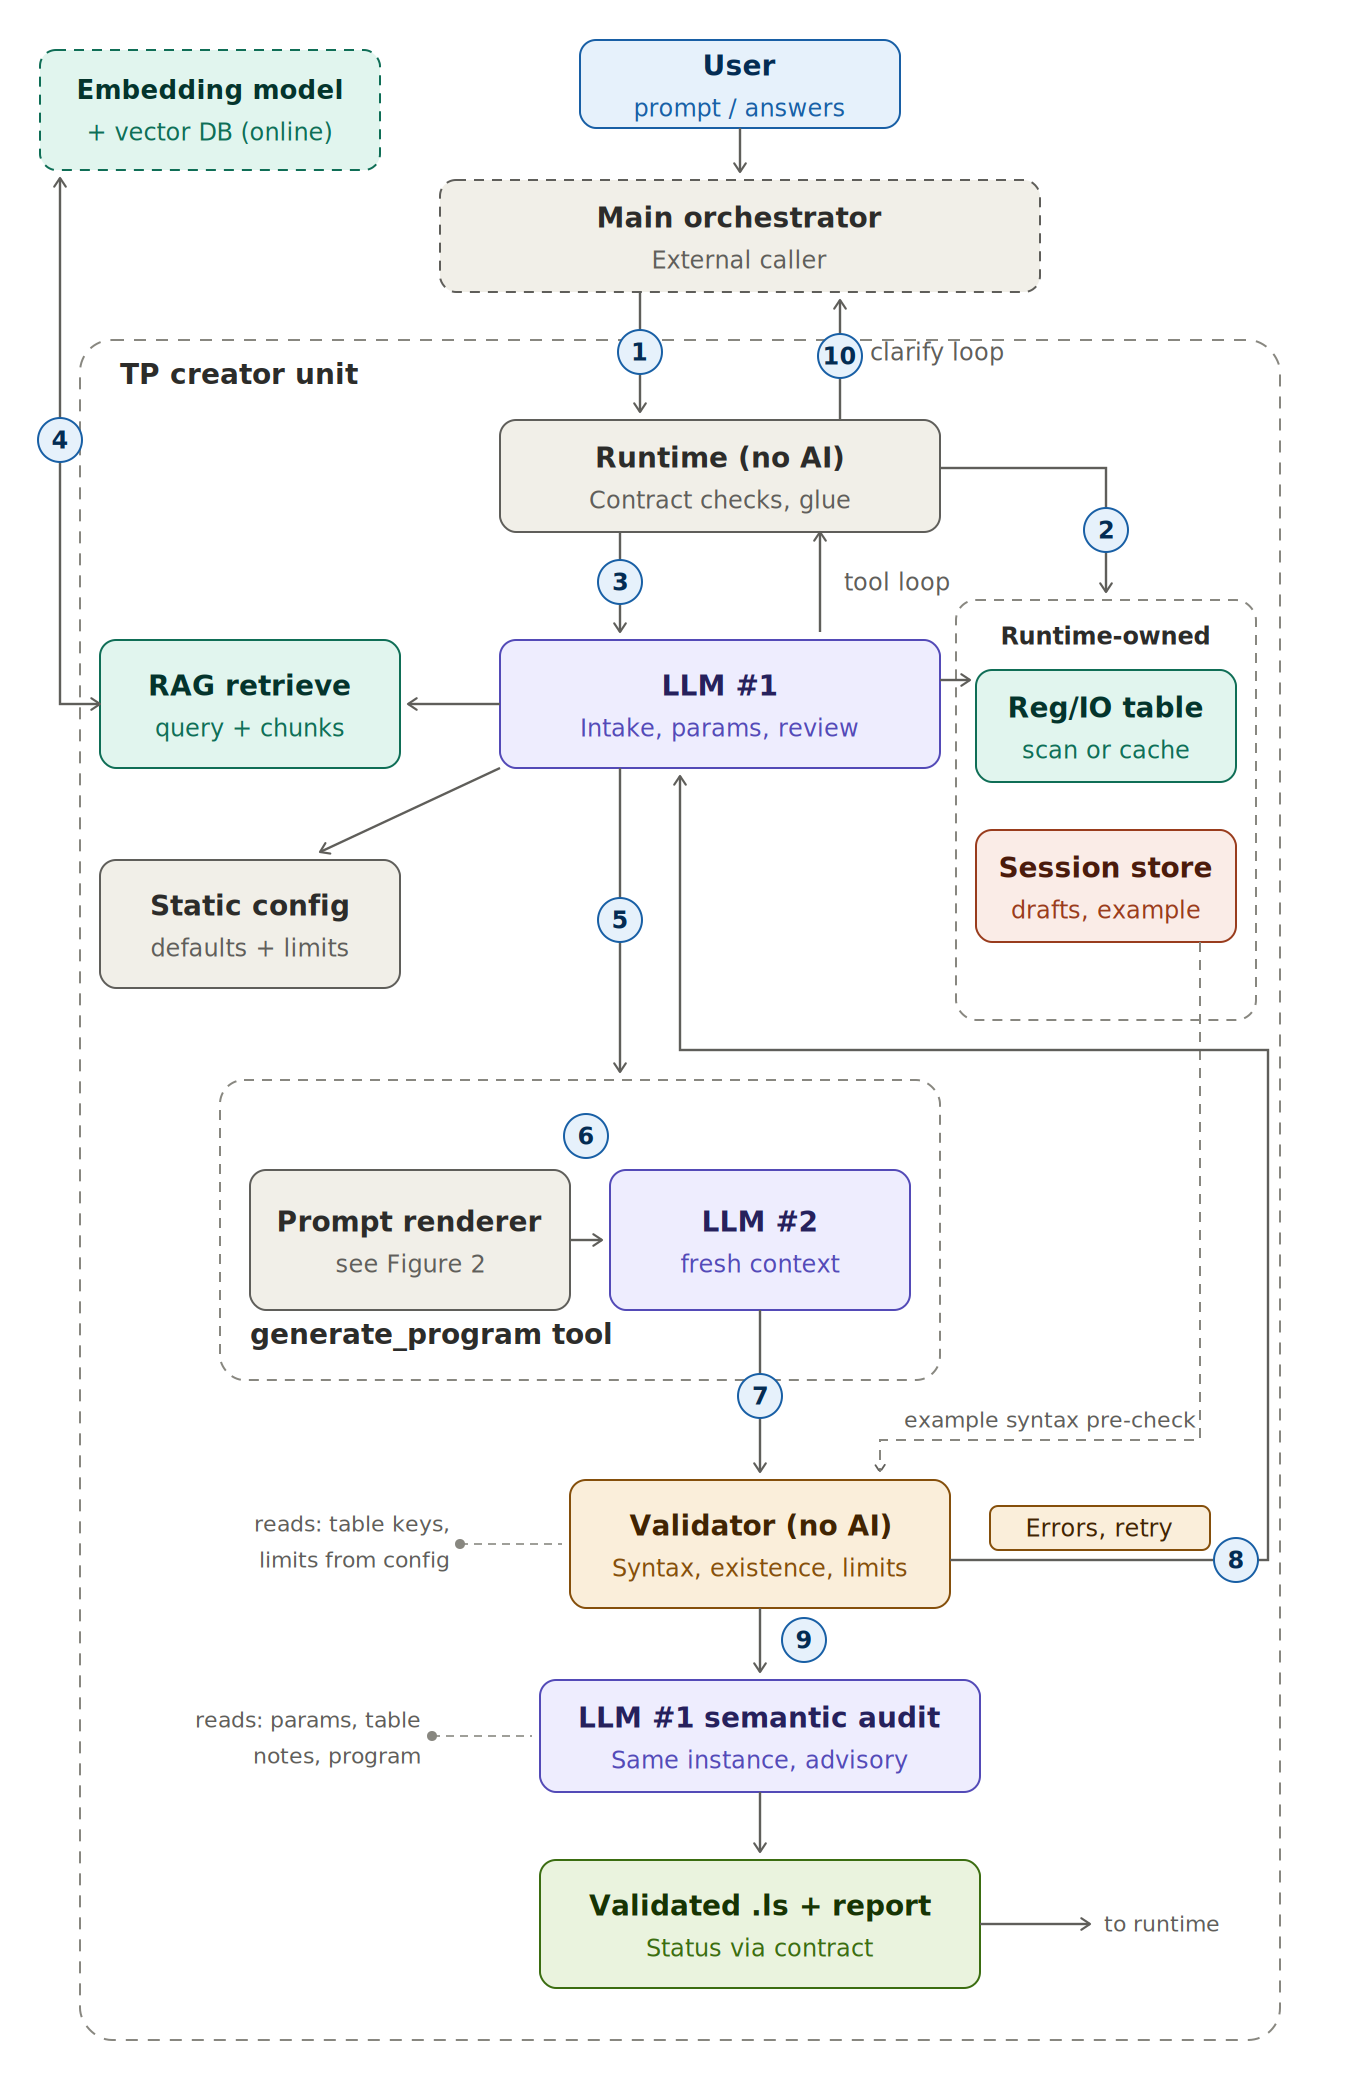 Embedding model
+ vector DB (online)
User
prompt / answers
Main orchestrator
External caller
1
10
clarify loop
TP creator unit
4
Runtime (no AI)
Contract checks, glue
2
3
tool loop
Runtime-owned
RAG retrieve
query + chunks
LLM #1
Intake, params, review
Reg/IO table
scan or cache
Session store
drafts, example
Static config
defaults + limits
5
6
Prompt renderer
see Figure 2
LLM #2
fresh context
generate_program tool
7
example syntax pre-check
reads: table keys,
limits from config
Validator (no AI)
Syntax, existence, limits
Errors, retry
8
9
reads: params, table
notes, program
LLM #1 semantic audit
Same instance, advisory
Validated .ls + report
Status via contract
to runtime